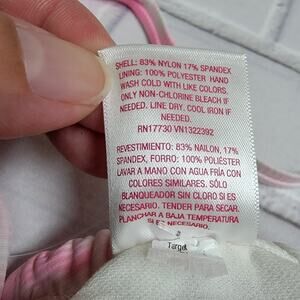 SHELL: 83% NYLON 17% SPANDEX
LINING: 100% POLYESTER HAND
WASH COLD WITH LIKE COLORS.
ONLY NON-CHLORINE BLEACH IF
NEEDED. LINE DRY. COOL IRON IF
NEEDED.
RN17730 VN1322392
REVESTIMIENTO: 83% NAILON, 17%
SPANDEX, FORRO: 100% POLIÉSTER
LAVAR A MANO CON AGUA FRÍA CON
COLORES SIMILARES. SÓLO
BLANQUEADOR SIN CLORO SI ES
NECESARIO. TENDER PARA SECAR.
PLANCHAR A BAJA TEMPERATURA
SI ES NECESARIO.
Target